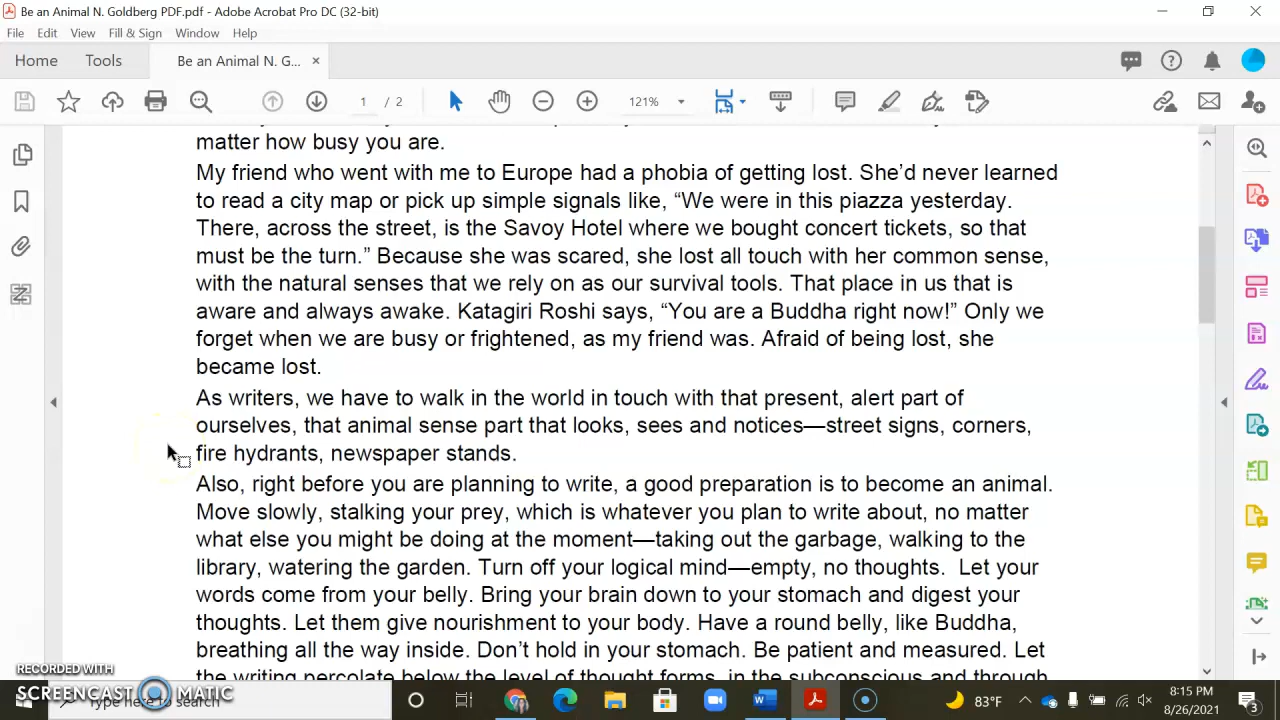 Be an Animal N. Goldberg PDF.pdf - Adobe Acrobat Pro DC (32-bit)
File Edit View Fill & Sign Window Help
Home Tools Be an Animal N. G... ×
1 / 2 121%
matter how busy you are.
My friend who went with me to Europe had a phobia of getting lost. She’d never learned
to read a city map or pick up simple signals like, “We were in this piazza yesterday.
There, across the street, is the Savoy Hotel where we bought concert tickets, so that
must be the turn.” Because she was scared, she lost all touch with her common sense,
with the natural senses that we rely on as our survival tools. That place in us that is
aware and always awake. Katagiri Roshi says, “You are a Buddha right now!” Only we
forget when we are busy or frightened, as my friend was. Afraid of being lost, she
became lost.
As writers, we have to walk in the world in touch with that present, alert part of
ourselves, that animal sense part that looks, sees and notices—street signs, corners,
fire hydrants, newspaper stands.
Also, right before you are planning to write, a good preparation is to become an animal.
Move slowly, stalking your prey, which is whatever you plan to write about, no matter
what else you might be doing at the moment—taking out the garbage, walking to the
library, watering the garden. Turn off your logical mind—empty, no thoughts.  Let your
words come from your belly. Bring your brain down to your stomach and digest your
thoughts. Let them give nourishment to your body. Have a round belly, like Buddha,
breathing all the way inside. Don’t hold in your stomach. Be patient and measured. Let
the writing percolate below the level of thought forms, in the subconscious and through
RECORDED WITH
SCREENCAST MATIC
Type here to search
83°F
8:15 PM
8/26/2021
3